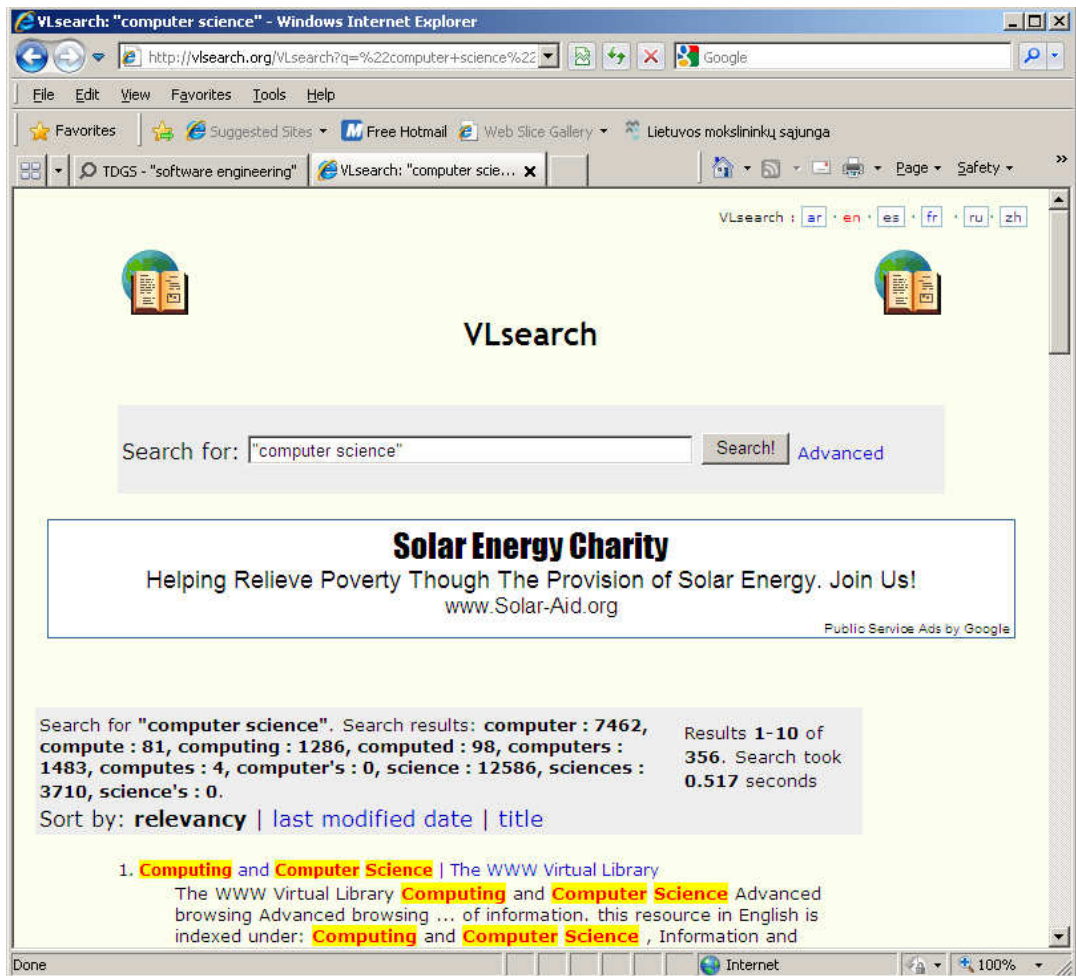 VLsearch: "computer science" - Windows Internet Explorer
http://vlsearch.org/VLsearch?q=%22computer+science%22
Google
File Edit View Favorites Tools Help
Favorites Suggested Sites Free Hotmail Web Slice Gallery Lietuvos mokslininkų sąjunga
TDGS - "software engineering" VLsearch: "computer scie... Page Safety »
VLsearch : ar · en · es · fr · ru · zh
VLsearch
Search for: "computer science" Search! Advanced
Solar Energy Charity
Helping Relieve Poverty Though The Provision of Solar Energy. Join Us!
www.Solar-Aid.org
Public Service Ads by Google
Search for "computer science". Search results: computer : 7462,
compute : 81, computing : 1286, computed : 98, computers :
1483, computes : 4, computer's : 0, science : 12586, sciences :
3710, science's : 0.
Results 1-10 of
356. Search took
0.517 seconds
Sort by: relevancy | last modified date | title
1. Computing and Computer Science | The WWW Virtual Library
The WWW Virtual Library Computing and Computer Science Advanced
browsing Advanced browsing ... of information. this resource in English is
indexed under: Computing and Computer Science , Information and
Done Internet 100%